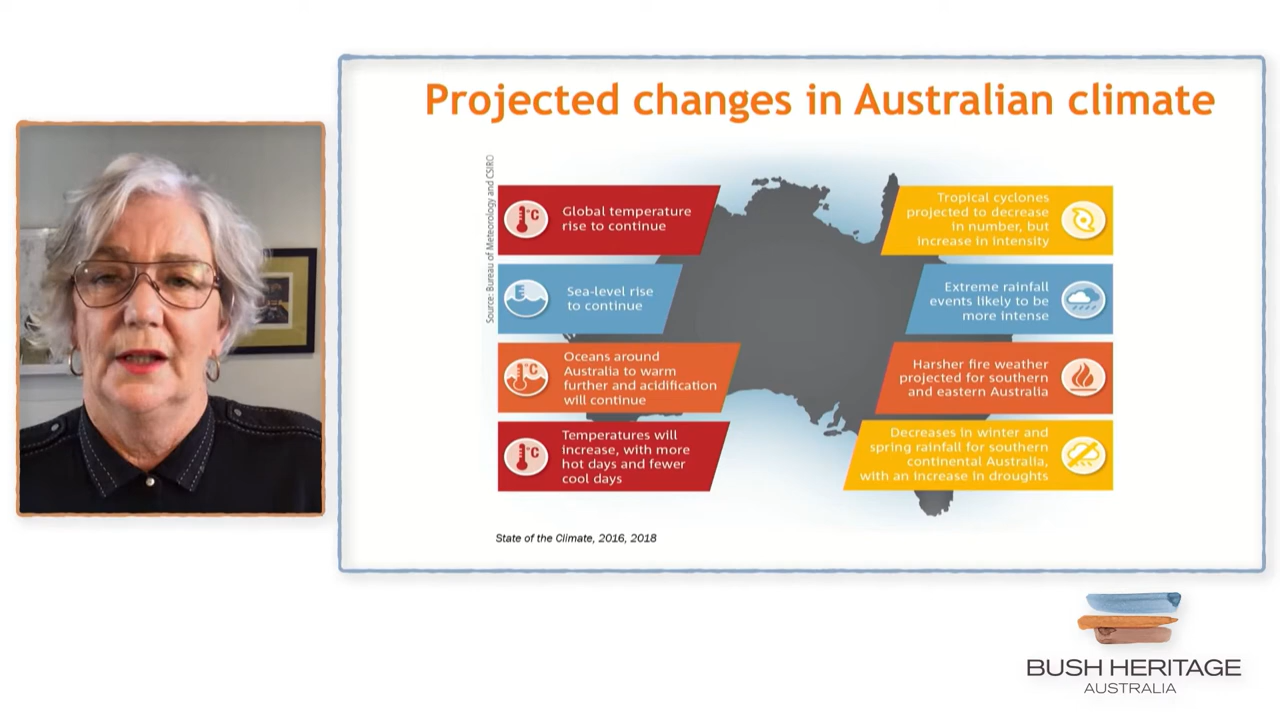 Projected changes in Australian climate
Source: Bureau of Meteorology and CSIRO
°C
Global temperature
rise to continue
Sea-level rise
to continue
°C
Oceans around
Australia to warm
further and acidification
will continue
°C
Temperatures will
increase, with more
hot days and fewer
cool days
Tropical cyclones
projected to decrease
in number, but
increase in intensity
Extreme rainfall
events likely to be
more intense
Harsher fire weather
projected for southern
and eastern Australia
Decreases in winter and
spring rainfall for southern
continental Australia,
with an increase in droughts
State of the Climate, 2016, 2018
BUSH HERITAGE
AUSTRALIA